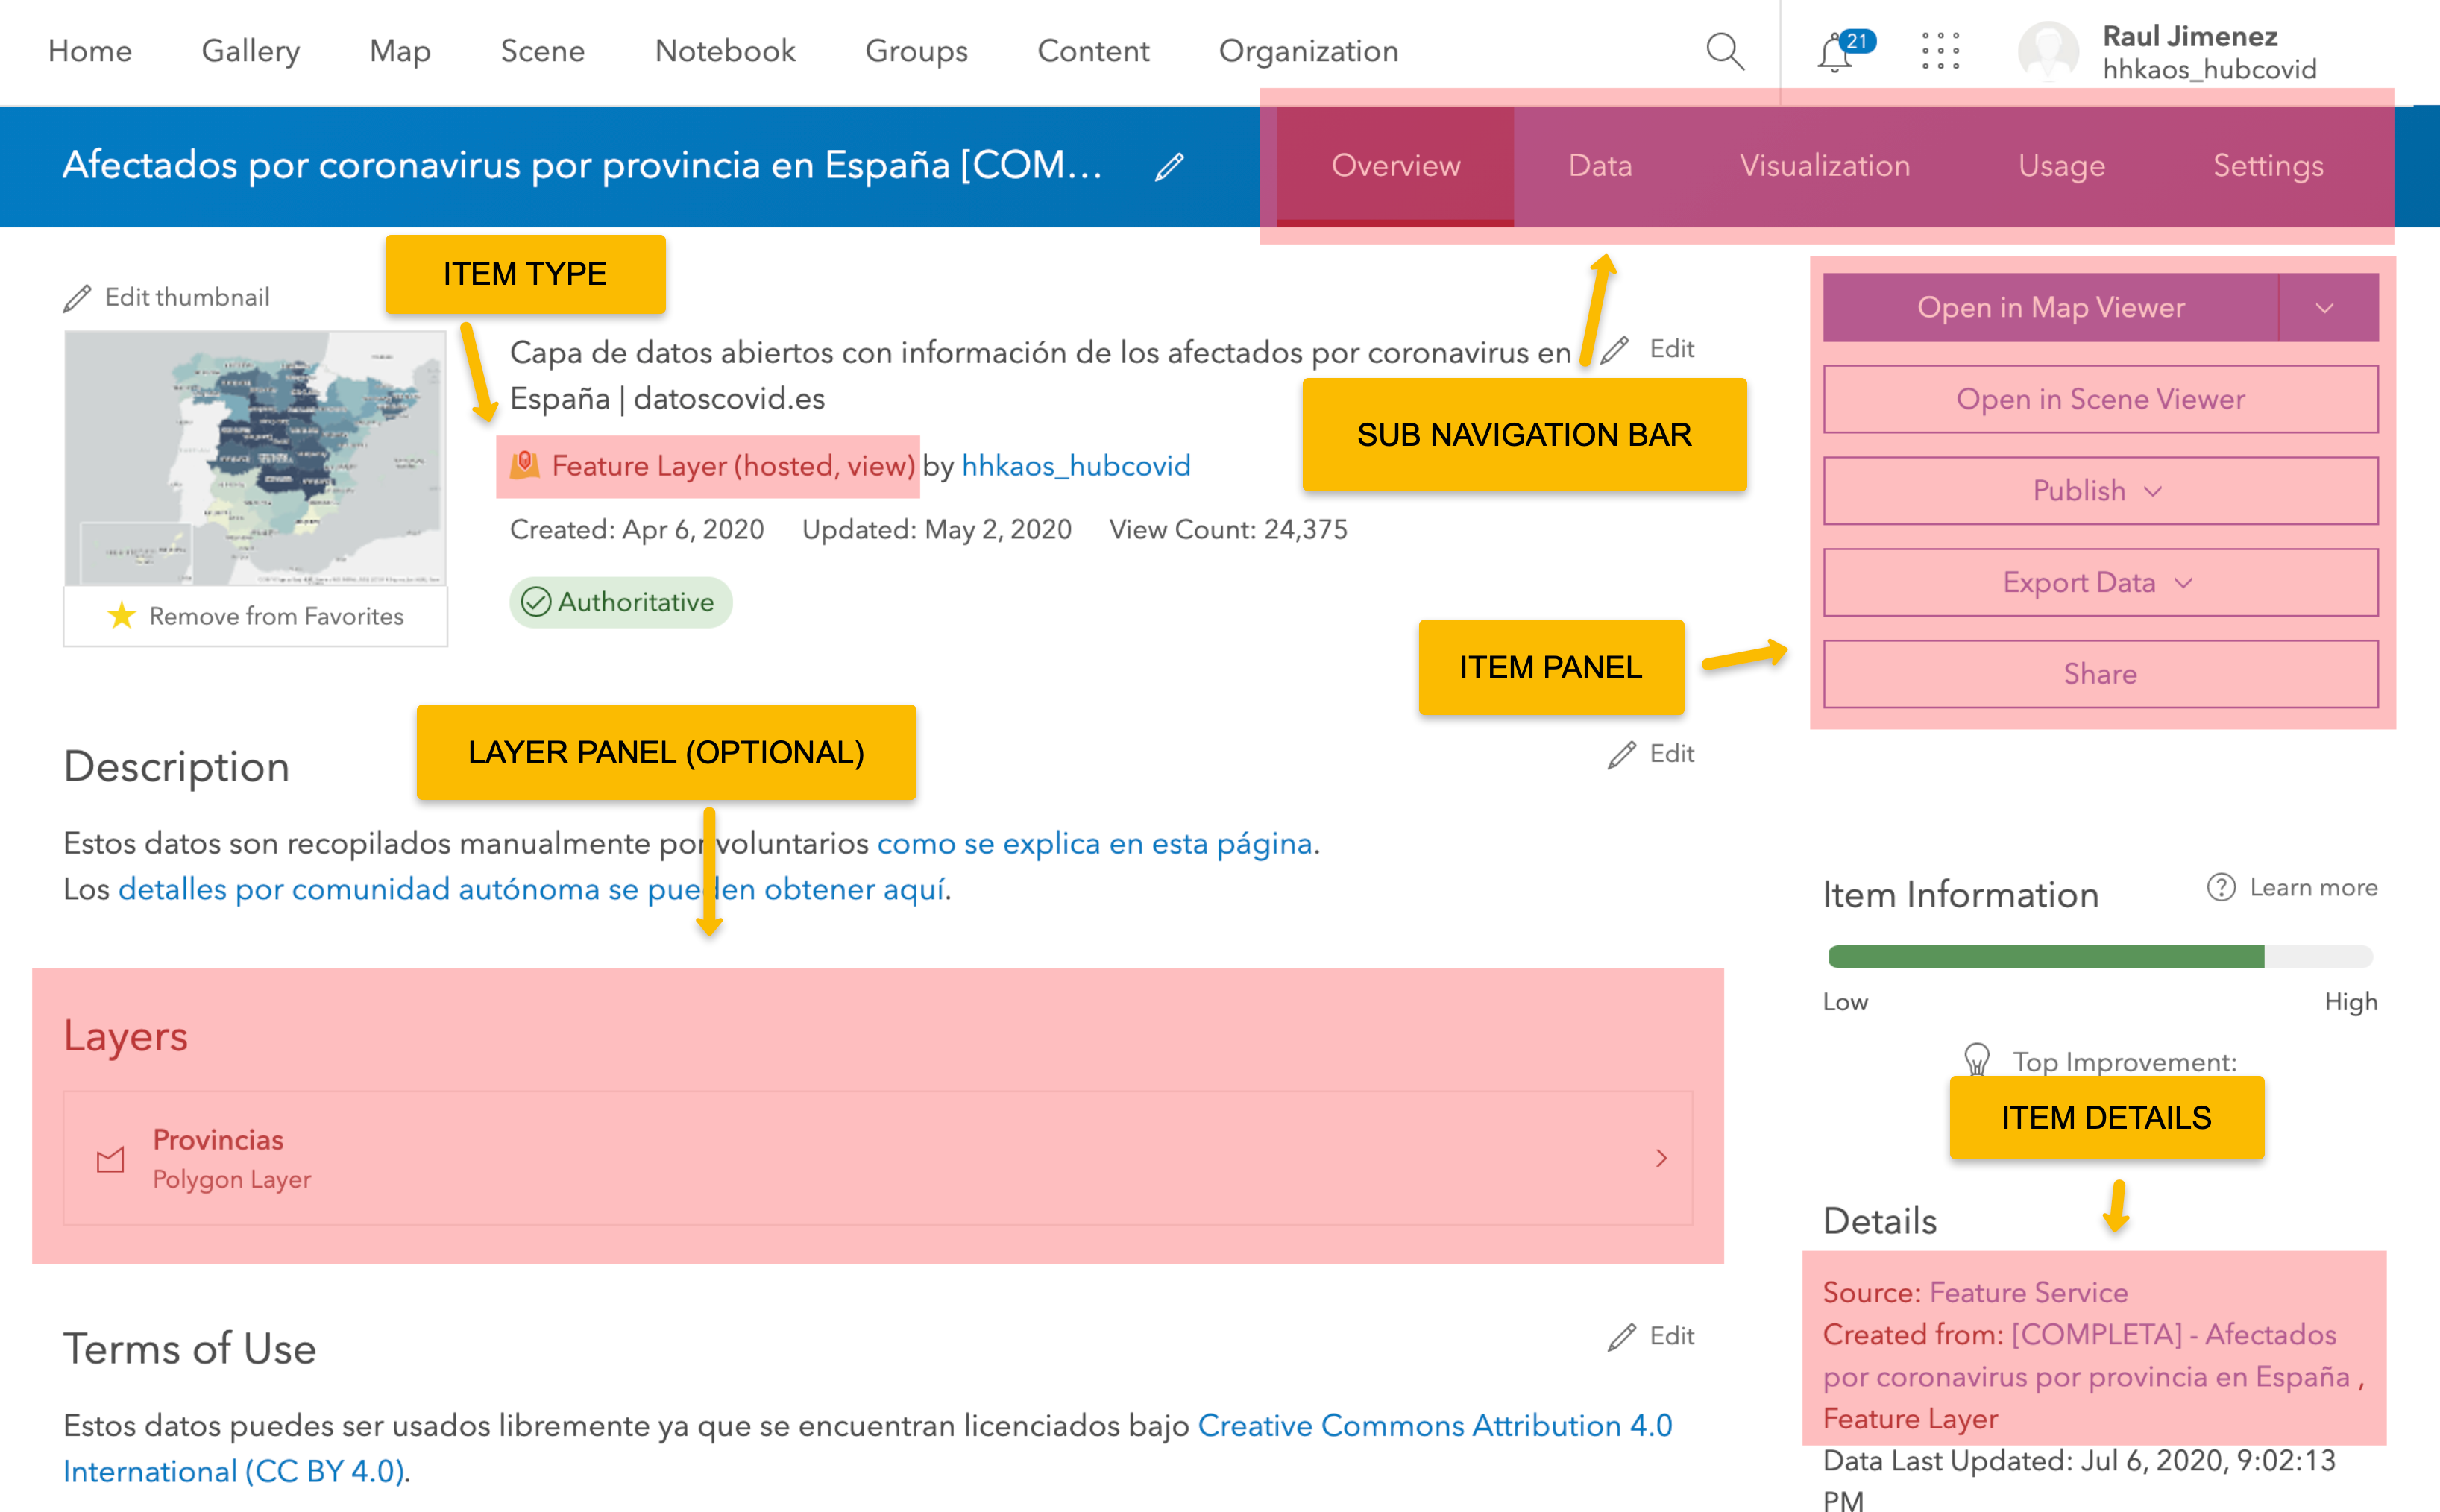 Home Gallery Map Scene Notebook Groups Content Organization 21 Raul Jimenez
hhkaos_hubcovid
Afectados por coronavirus por provincia en España [COM... Overview Data Visualization Usage Settings
ITEM TYPE
Edit thumbnail
Capa de datos abiertos con información de los afectados por coronavirus en Edit
España | datoscovid.es
Feature Layer (hosted, view) by hhkaos_hubcovid
Created: Apr 6, 2020 Updated: May 2, 2020 View Count: 24,375
Authoritative
Remove from Favorites
SUB NAVIGATION BAR
Open in Map Viewer
Open in Scene Viewer
Publish
Export Data
Share
ITEM PANEL
LAYER PANEL (OPTIONAL)
Description Edit
Estos datos son recopilados manualmente por voluntarios como se explica en esta página.
Los detalles por comunidad autónoma se pueden obtener aquí.
Layers
Provincias
Polygon Layer
Terms of Use Edit
Estos datos puedes ser usados libremente ya que se encuentran licenciados bajo Creative Commons Attribution 4.0
International (CC BY 4.0).
Item Information Learn more
Low High
Top Improvement:
ITEM DETAILS
Details
Source: Feature Service
Created from: [COMPLETA] - Afectados
por coronavirus por provincia en España ,
Feature Layer
Data Last Updated: Jul 6, 2020, 9:02:13
PM